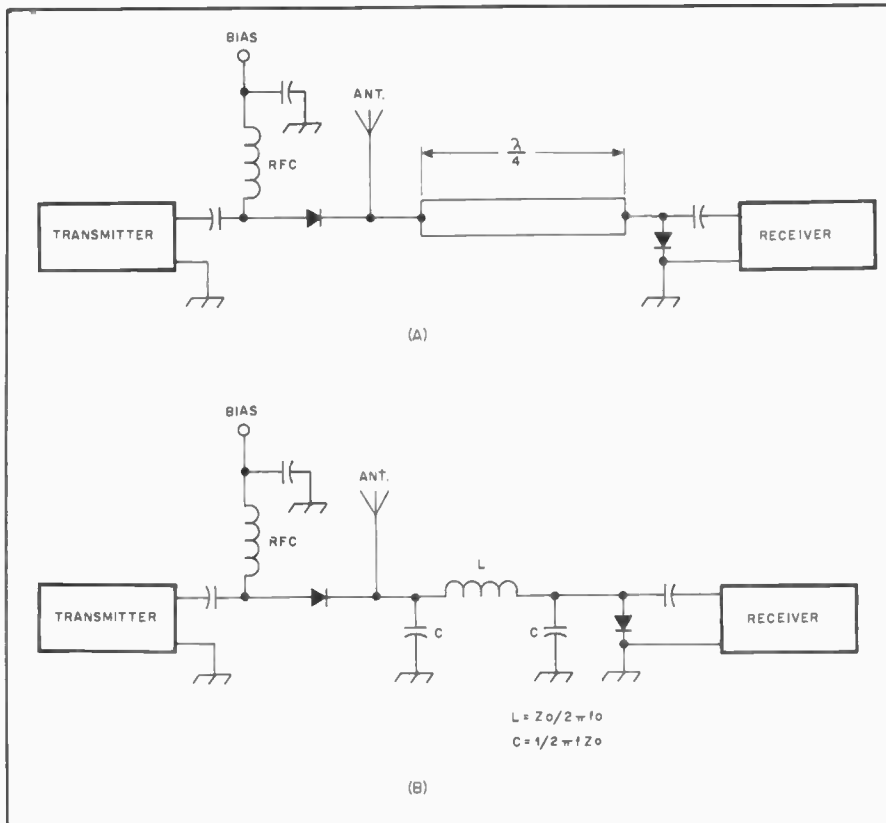 BIAS
ANT.
λ
4
RFC
TRANSMITTER
RECEIVER
(A)
BIAS
ANT.
RFC
L
TRANSMITTER
C
C
RECEIVER
L = Zo/2πfo
C = 1/2πfZo
(B)